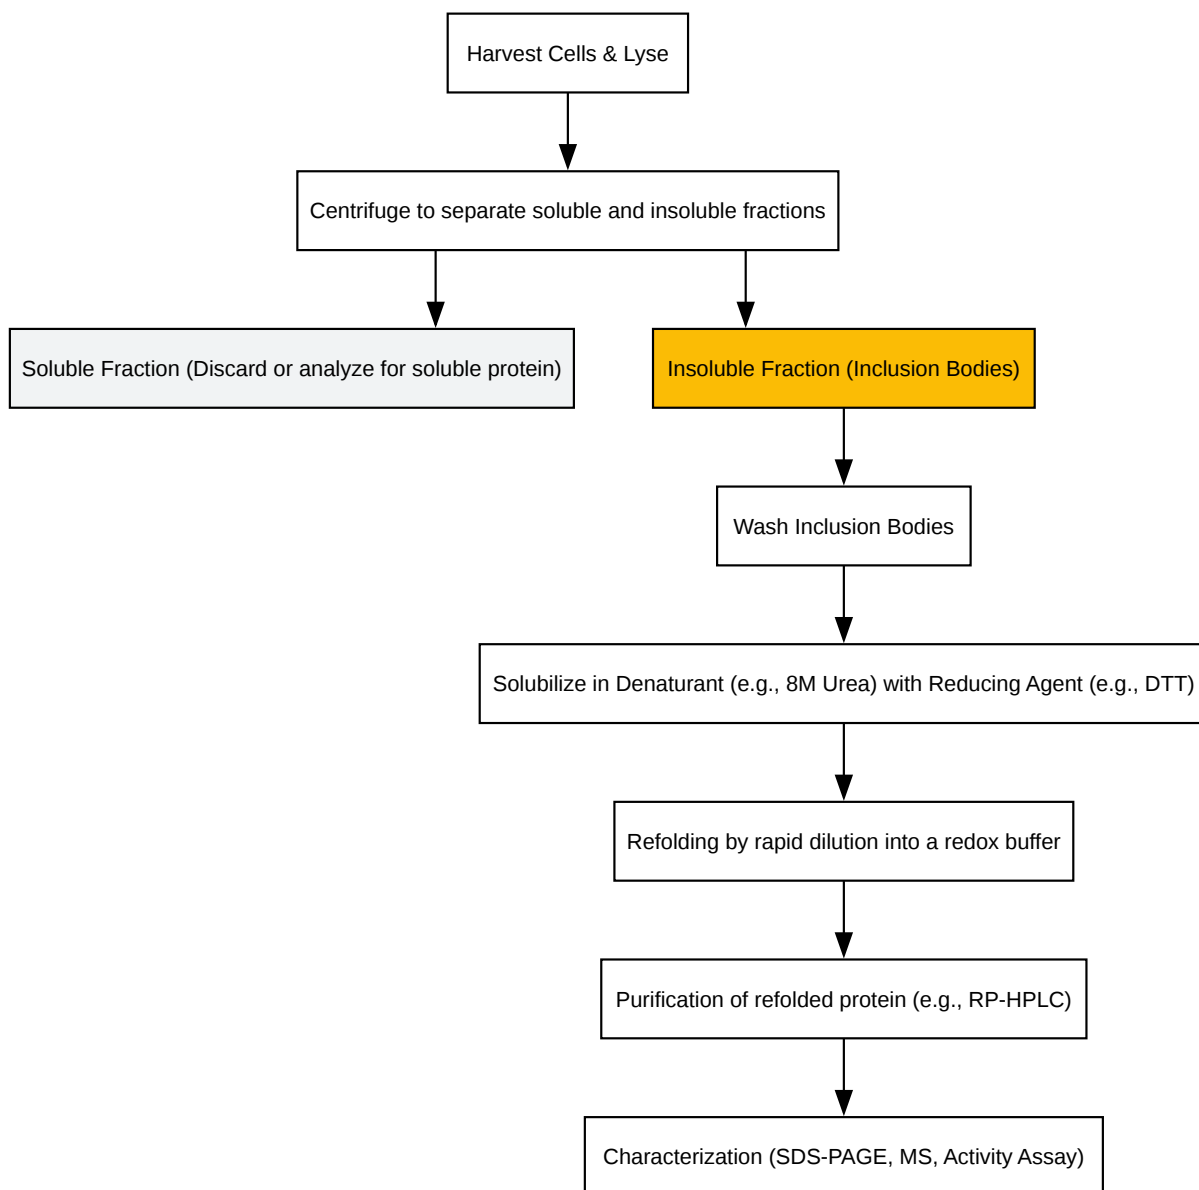 Harvest Cells & Lyse
Centrifuge to separate soluble and insoluble fractions
Soluble Fraction (Discard or analyze for soluble protein)
Insoluble Fraction (Inclusion Bodies)
Wash Inclusion Bodies
Solubilize in Denaturant (e.g., 8M Urea) with Reducing Agent (e.g., DTT)
Refolding by rapid dilution into a redox buffer
Purification of refolded protein (e.g., RP-HPLC)
Characterization (SDS-PAGE, MS, Activity Assay)